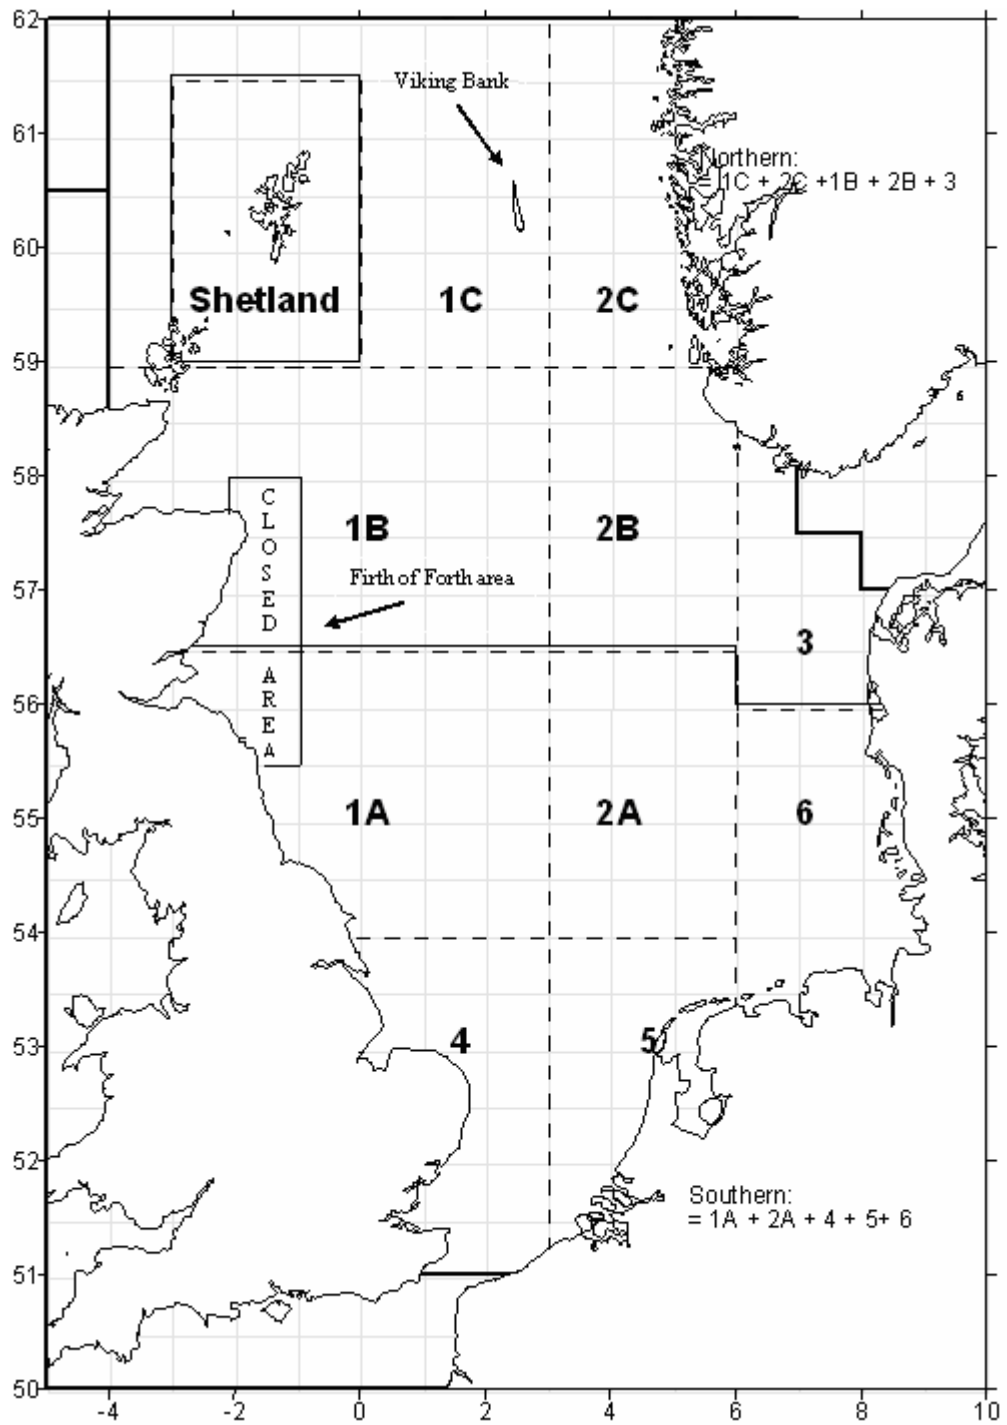 62
Viking Bank
61
Northern:
= 1C + 2C +1B + 2B + 3
60
Shetland
1C
2C
59
6
58
C
L
O
S
E
D
1B
2B
Firth of Forth area
57
3
A
R
E
A
56
1A
2A
6
55
54
4
5
53
52
Southern:
= 1A + 2A + 4 + 5+ 6
51
50
-4 -2 0 2 4 6 8 10